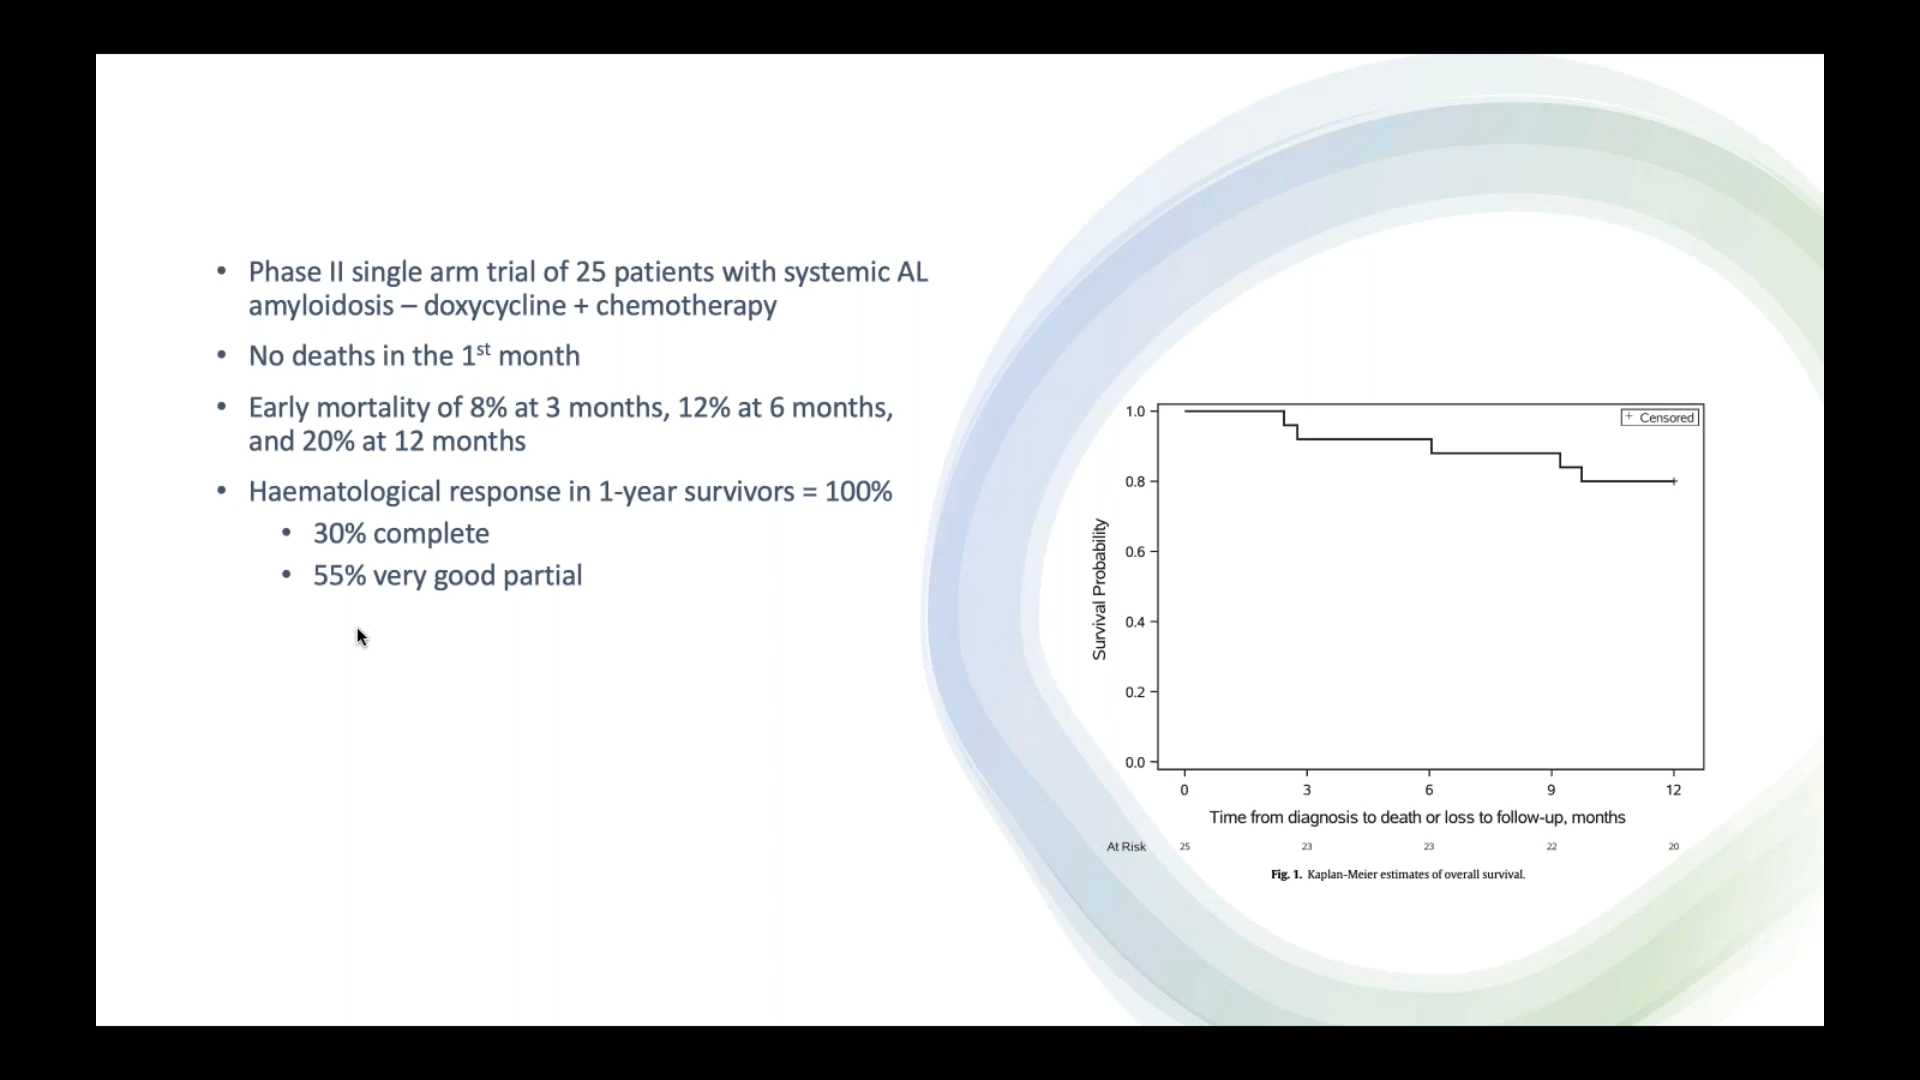 • Phase II single arm trial of 25 patients with systemic AL
amyloidosis – doxycycline + chemotherapy
• No deaths in the 1st month
• Early mortality of 8% at 3 months, 12% at 6 months,
and 20% at 12 months
• Haematological response in 1-year survivors = 100%
• 30% complete
• 55% very good partial
+ Censored
1.0
0.8
0.6
0.4
0.2
0.0
Survival Probability
0 3 6 9 12
Time from diagnosis to death or loss to follow-up, months
At Risk 25 23 23 22 20
Fig. 1. Kaplan-Meier estimates of overall survival.